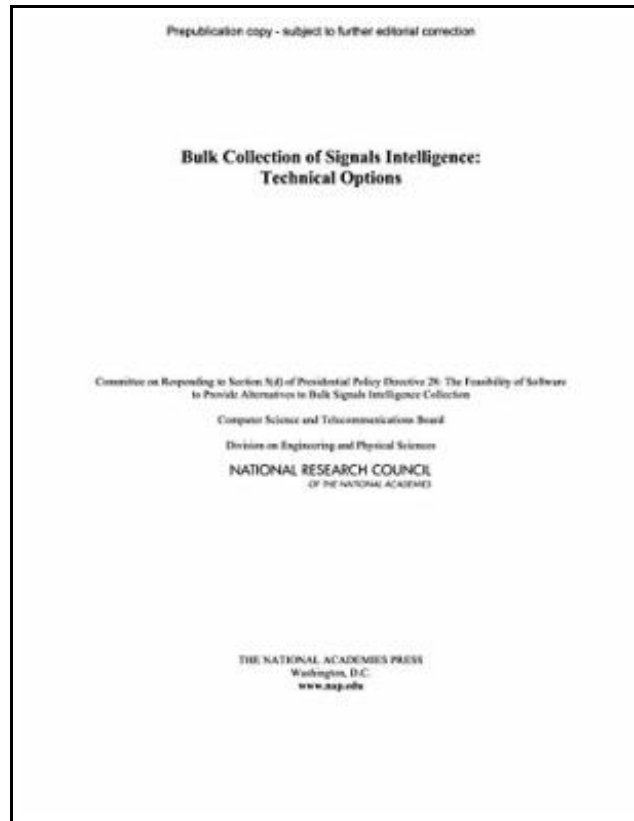 Prepublication copy - subject to further editorial correction
Bulk Collection of Signals Intelligence:
Technical Options
Committee on Responding to Section 5(d) of Presidential Policy Directive 28: The Feasibility of Software
to Provide Alternatives to Bulk Signals Intelligence Collection
Computer Science and Telecommunications Board
Division on Engineering and Physical Sciences
NATIONAL RESEARCH COUNCIL
OF THE NATIONAL ACADEMIES
THE NATIONAL ACADEMIES PRESS
Washington, D.C.
www.nap.edu